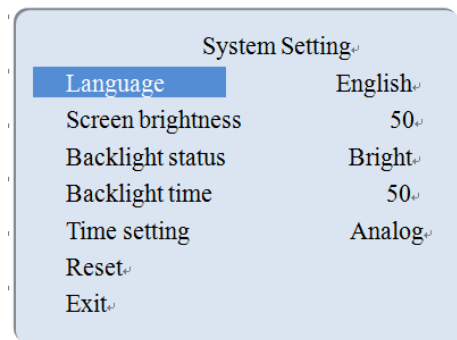 System Setting
Language English
Screen brightness 50
Backlight status Bright
Backlight time 50
Time setting Analog
Reset
Exit